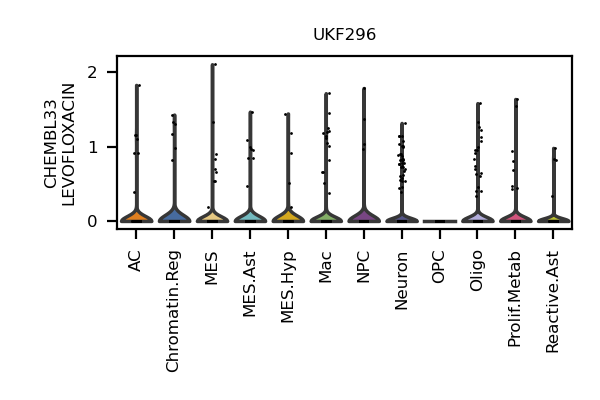 UKF296
CHEMBL33
LEVOFLOXACIN
2
1
0
AC
Chromatin.Reg
MES
MES.Ast
MES.Hyp
Mac
NPC
Neuron
OPC
Oligo
Prolif.Metab
Reactive.Ast